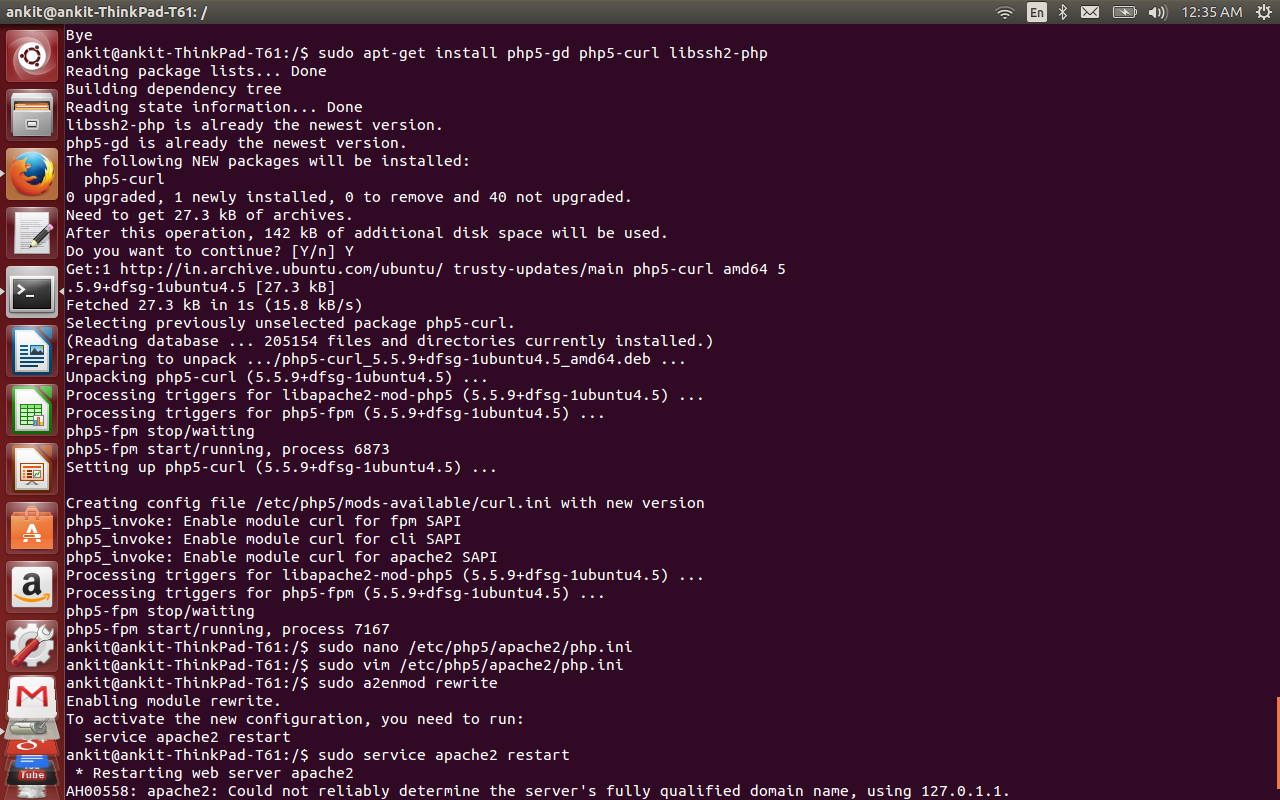 ankit@ankit-ThinkPad-T61: /
En
12:35 AM
Bye
ankit@ankit-ThinkPad-T61:/$ sudo apt-get install php5-gd php5-curl libssh2-php
Reading package lists... Done
Building dependency tree
Reading state information... Done
libssh2-php is already the newest version.
php5-gd is already the newest version.
The following NEW packages will be installed:
  php5-curl
0 upgraded, 1 newly installed, 0 to remove and 40 not upgraded.
Need to get 27.3 kB of archives.
After this operation, 142 kB of additional disk space will be used.
Do you want to continue? [Y/n] Y
Get:1 http://in.archive.ubuntu.com/ubuntu/ trusty-updates/main php5-curl amd64 5
.5.9+dfsg-1ubuntu4.5 [27.3 kB]
Fetched 27.3 kB in 1s (15.8 kB/s)
Selecting previously unselected package php5-curl.
(Reading database ... 205154 files and directories currently installed.)
Preparing to unpack .../php5-curl_5.5.9+dfsg-1ubuntu4.5_amd64.deb ...
Unpacking php5-curl (5.5.9+dfsg-1ubuntu4.5) ...
Processing triggers for libapache2-mod-php5 (5.5.9+dfsg-1ubuntu4.5) ...
Processing triggers for php5-fpm (5.5.9+dfsg-1ubuntu4.5) ...
php5-fpm stop/waiting
php5-fpm start/running, process 6873
Setting up php5-curl (5.5.9+dfsg-1ubuntu4.5) ...
Creating config file /etc/php5/mods-available/curl.ini with new version
php5_invoke: Enable module curl for fpm SAPI
php5_invoke: Enable module curl for cli SAPI
php5_invoke: Enable module curl for apache2 SAPI
Processing triggers for libapache2-mod-php5 (5.5.9+dfsg-1ubuntu4.5) ...
Processing triggers for php5-fpm (5.5.9+dfsg-1ubuntu4.5) ...
php5-fpm stop/waiting
php5-fpm start/running, process 7167
ankit@ankit-ThinkPad-T61:/$ sudo nano /etc/php5/apache2/php.ini
ankit@ankit-ThinkPad-T61:/$ sudo vim /etc/php5/apache2/php.ini
ankit@ankit-ThinkPad-T61:/$ sudo a2enmod rewrite
Enabling module rewrite.
To activate the new configuration, you need to run:
  service apache2 restart
ankit@ankit-ThinkPad-T61:/$ sudo service apache2 restart
 * Restarting web server apache2
AH00558: apache2: Could not reliably determine the server's fully qualified domain name, using 127.0.1.1.
Tube